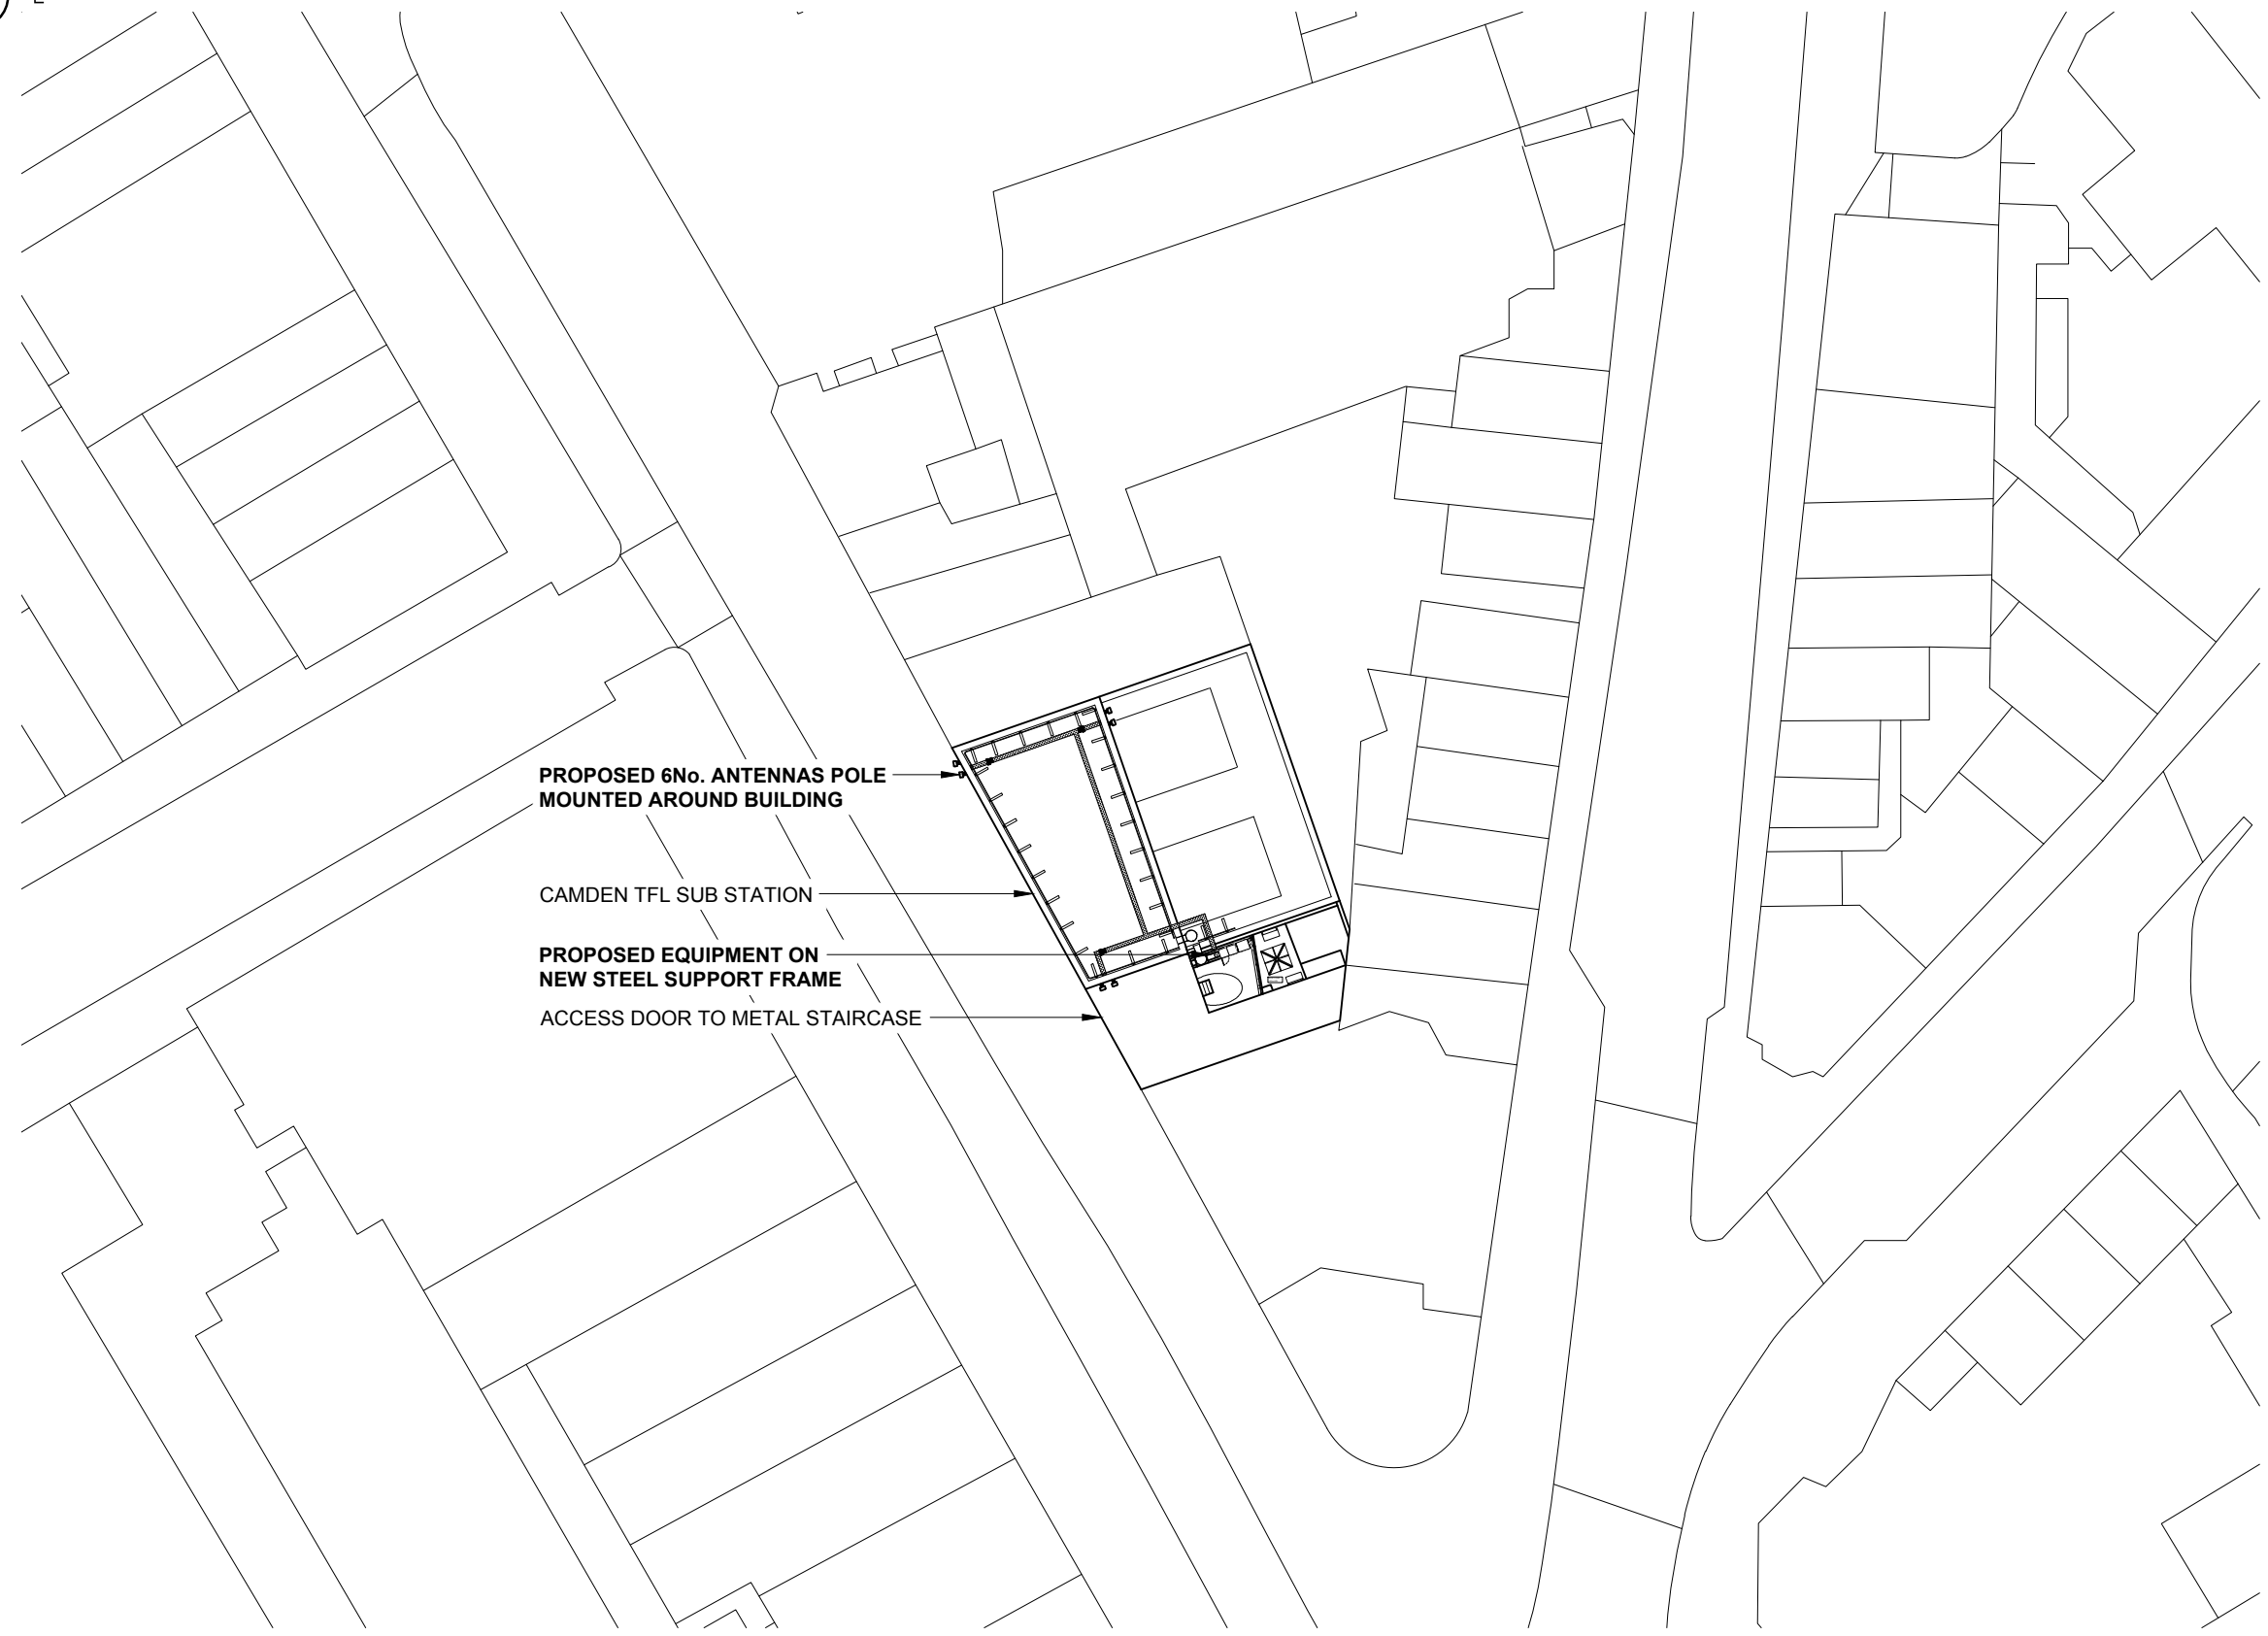 PROPOSED 6No. ANTENNAS POLE
MOUNTED AROUND BUILDING
CAMDEN TFL SUB STATION
PROPOSED EQUIPMENT ON
NEW STEEL SUPPORT FRAME
ACCESS DOOR TO METAL STAIRCASE